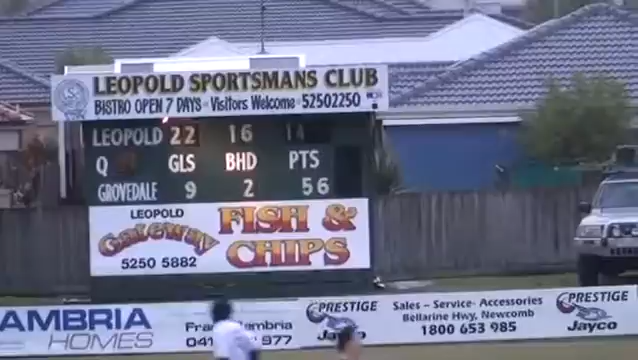 LEOPOLD SPORTSMANS CLUB
BISTRO OPEN 7 DAYS - Visitors Welcome - 52502250
LEOPOLD 22 16 14
Q GLS BHD PTS
GROVEDALE 9 2 56
LEOPOLD
Gateway
5250 5882
FISH &
CHIPS
AMBRIA
HOMES
PRESTIGE
Jayco
Sales - Service - Accessories
Bellarine Hwy, Newcomb
1800 653 985
PRESTIGE
Jayco